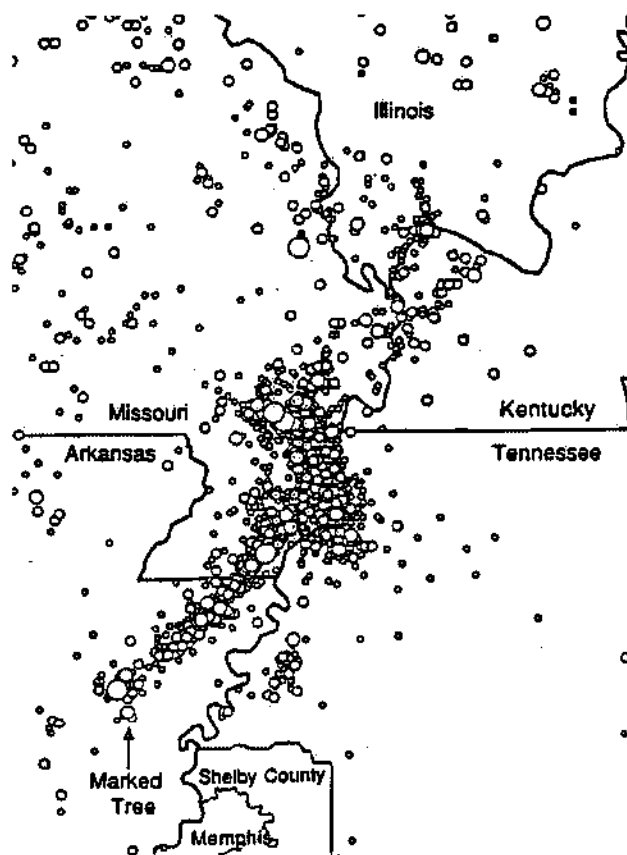 Illinois
Missouri
Kentucky
Arkansas
Tennessee
Marked
Tree
Shelby County
Memphis